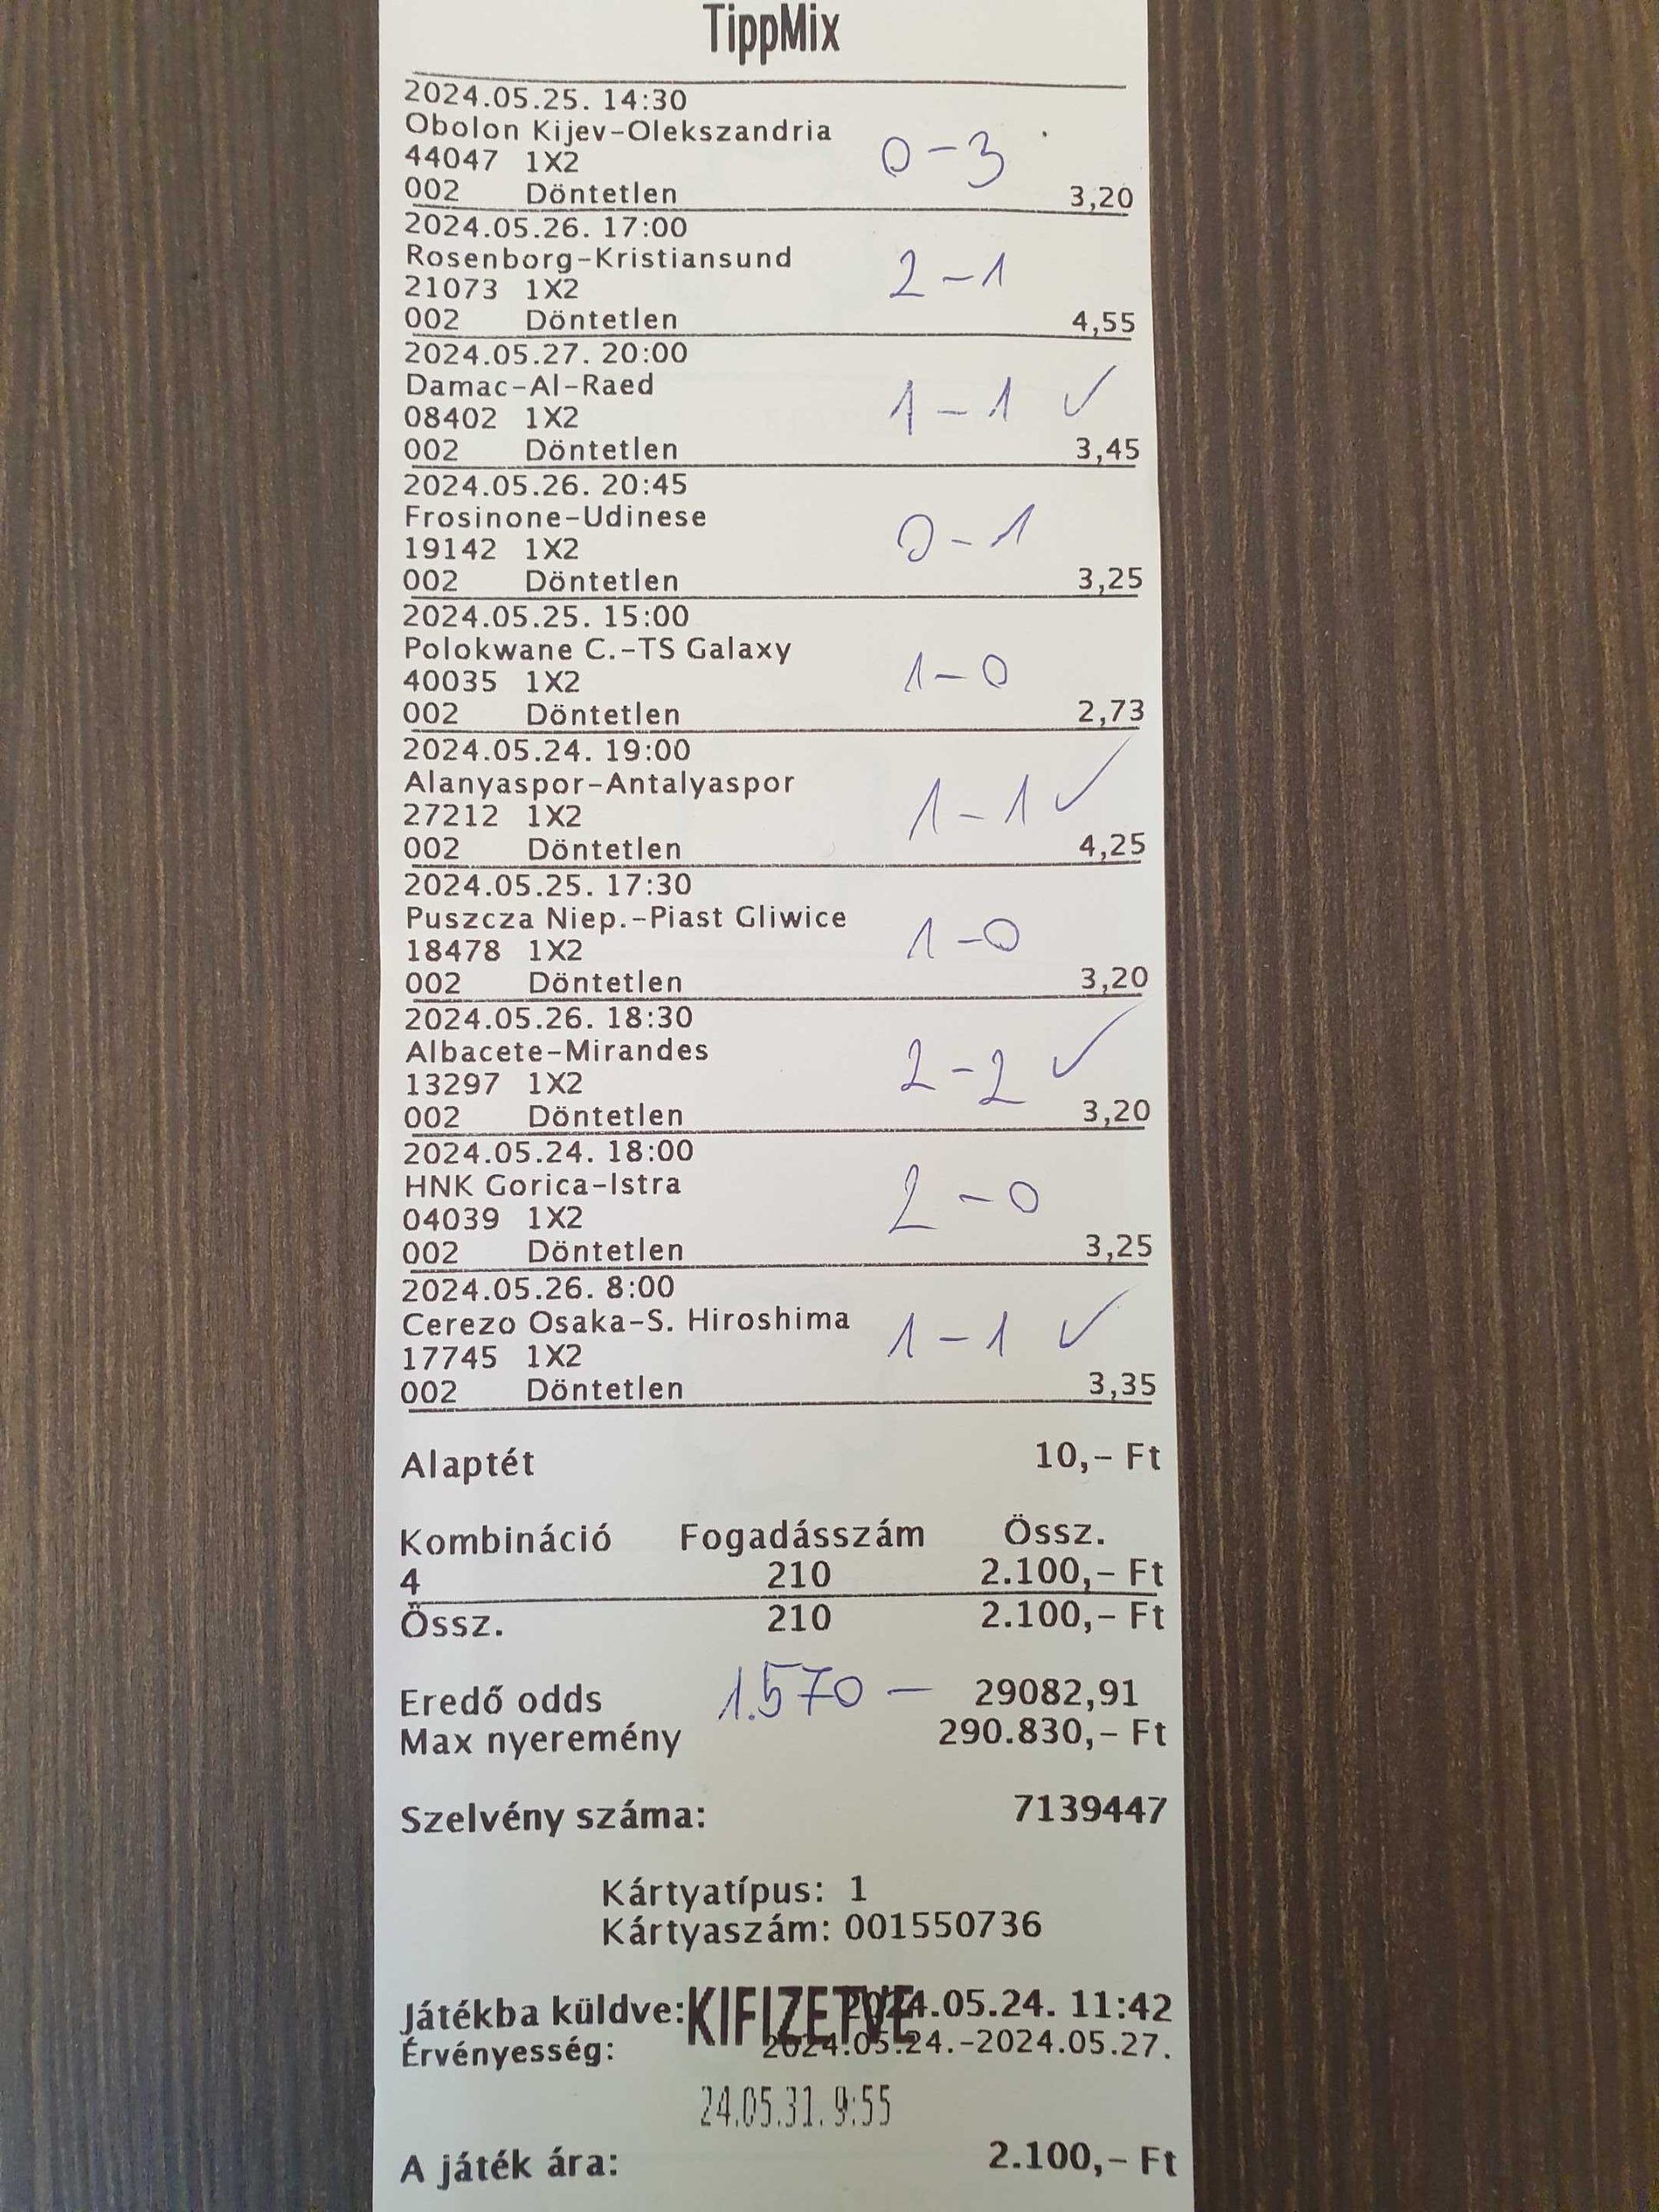 TippMix
2024.05.25. 14:30
Obolon Kijev-Olekszandria
44047 1X2 0-3
002 Döntetlen 3,20
2024.05.26. 17:00
Rosenborg-Kristiansund
21073 1X2 2-1
002 Döntetlen 4,55
2024.05.27. 20:00
Damac-Al-Raed
08402 1X2 1-1 ✓
002 Döntetlen 3,45
2024.05.26. 20:45
Frosinone-Udinese
19142 1X2 0-1
002 Döntetlen 3,25
2024.05.25. 15:00
Polokwane C.-TS Galaxy
40035 1X2 1-0
002 Döntetlen 2,73
2024.05.24. 19:00
Alanyaspor-Antalyaspor
27212 1X2 1-1 ✓
002 Döntetlen 4,25
2024.05.25. 17:30
Puszcza Niep.-Piast Gliwice
18478 1X2 1-0
002 Döntetlen 3,20
2024.05.26. 18:30
Albacete-Mirandes
13297 1X2 2-2 ✓
002 Döntetlen 3,20
2024.05.24. 18:00
HNK Gorica-Istra
04039 1X2 2-0
002 Döntetlen 3,25
2024.05.26. 8:00
Cerezo Osaka-S. Hiroshima
17745 1X2 1-1 ✓
002 Döntetlen 3,35
Alaptét 10,- Ft
Kombináció Fogadásszám Össz.
4 210 2.100,- Ft
Össz. 210 2.100,- Ft
Eredő odds 1.570 - 29082,91
Max nyeremény 290.830,- Ft
Szelvény száma: 7139447
Kártyatípus: 1
Kártyaszám: 001550736
Játékba küldve: 2024.05.24. 11:42
KIFIZETVE
Érvényesség: 2024.05.24.-2024.05.27.
24.05.31. 9:55
A játék ára: 2.100,- Ft